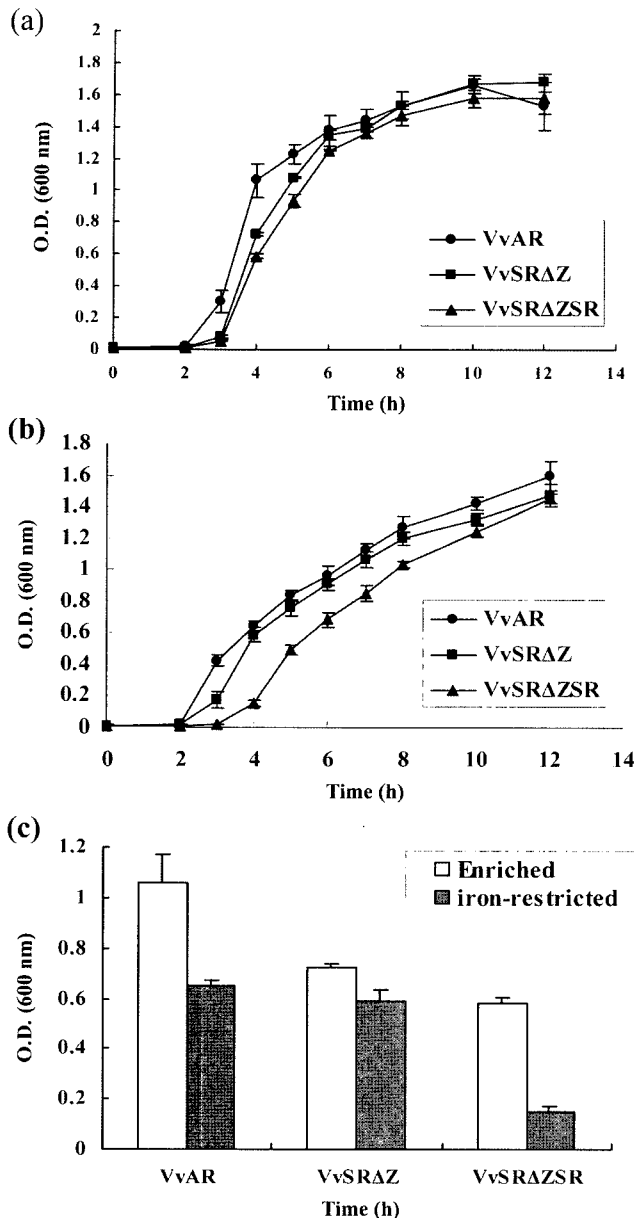 (a)
2
1.8
1.6
1.4
1.2
1
0.8
0.6
0.4
0.2
0
O.D. (600 nm)
VvAR
VvSRΔZ
VvSRΔZSR
0 2 4 6 8 10 12 14
Time (h)
(b)
1.8
1.6
1.4
1.2
1
0.8
0.6
0.4
0.2
0
O.D. (600 nm)
VvAR
VvSRΔZ
VvSRΔZSR
0 2 4 6 8 10 12 14
Time (h)
(c)
1.2
1
0.8
0.6
0.4
0.2
0
O.D. (600 nm)
Enriched
iron-restricted
VvAR VvSRΔZ VvSRΔZSR
Time (h)